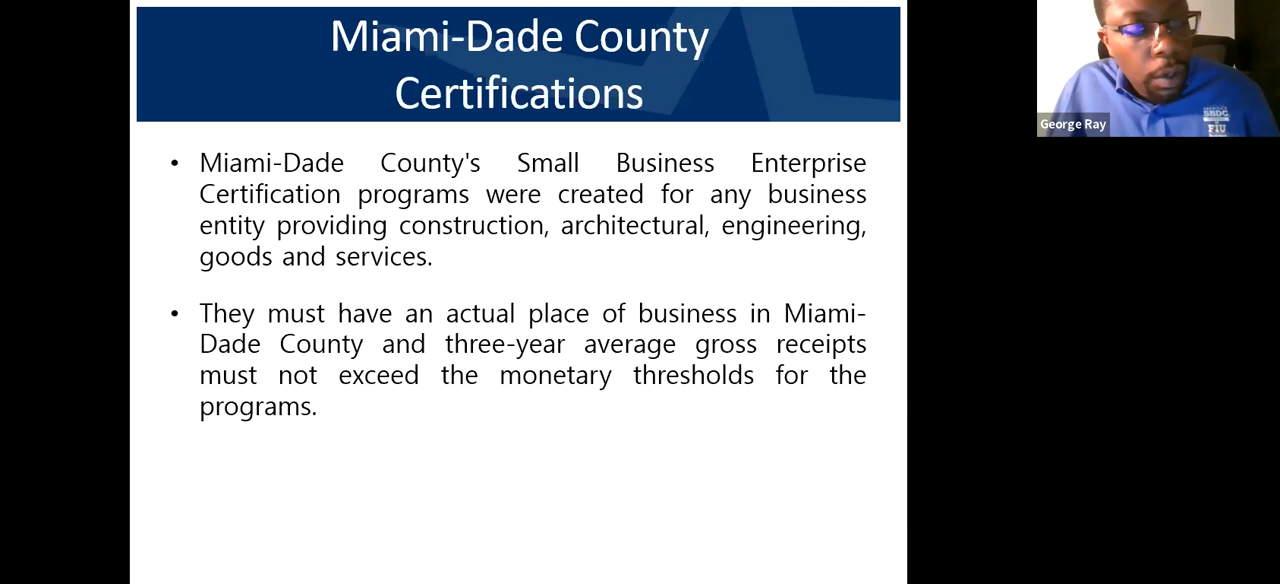 Miami-Dade County
Certifications
• Miami-Dade County's Small Business Enterprise
Certification programs were created for any business
entity providing construction, architectural, engineering,
goods and services.
• They must have an actual place of business in Miami-
Dade County and three-year average gross receipts
must not exceed the monetary thresholds for the
programs.
George Ray
SBDC
FIU